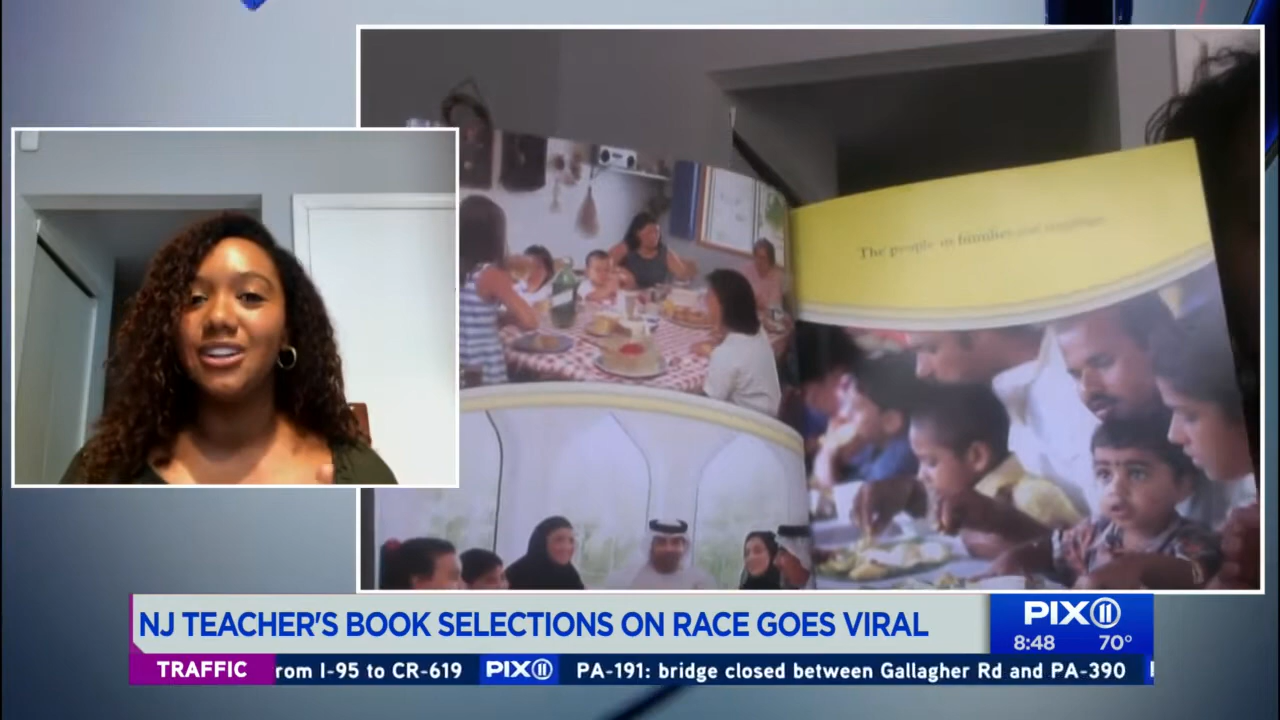 The people in families
NJ TEACHER'S BOOK SELECTIONS ON RACE GOES VIRAL
PIX11
8:48 70°
TRAFFIC rom I-95 to CR-619 PIX11 PA-191: bridge closed between Gallagher Rd and PA-390